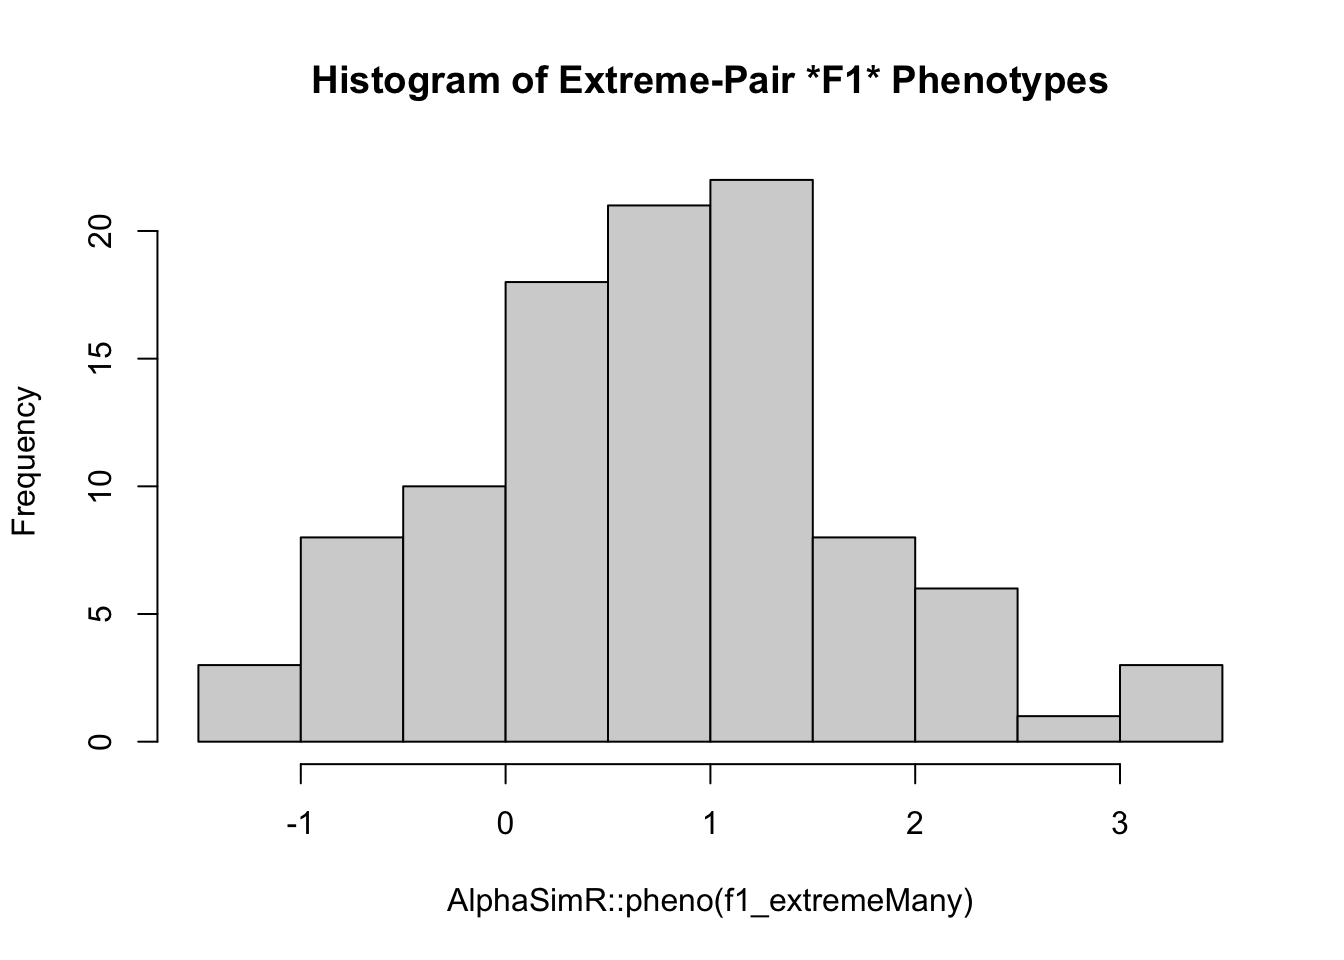 Histogram of Extreme-Pair *F1* Phenotypes
Frequency
20
15
10
5
0
-1 0 1 2 3
AlphaSimR::pheno(f1_extremeMany)